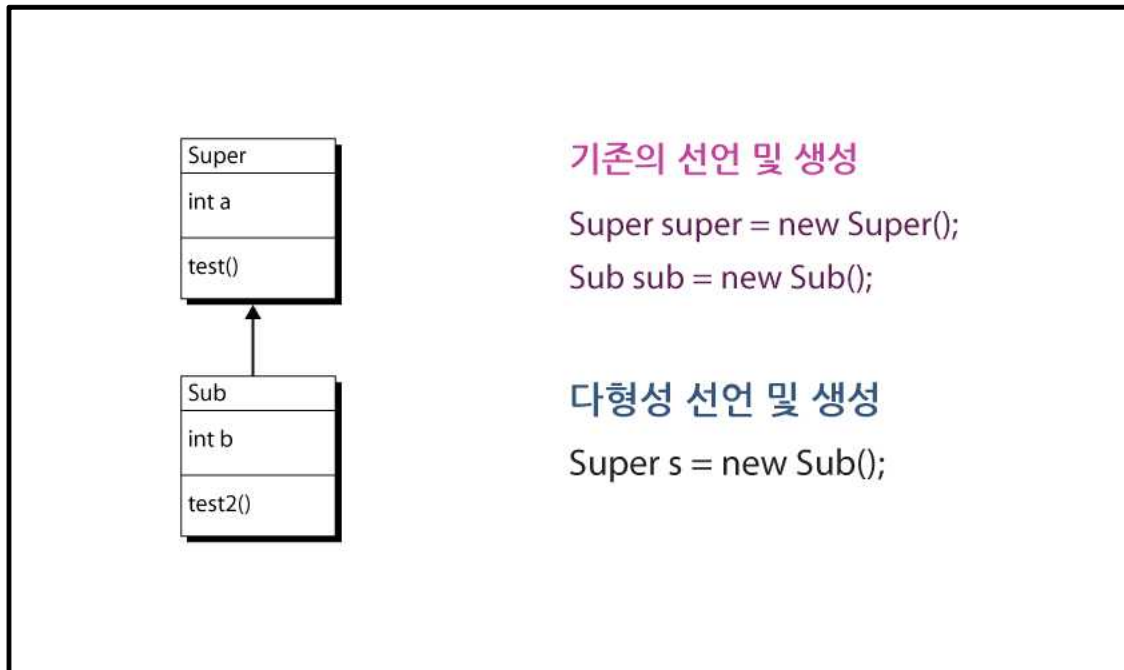 Super
int a
test()
Sub
int b
test2()
기존의 선언 및 생성
Super super = new Super();
Sub sub = new Sub();
다형성 선언 및 생성
Super s = new Sub();